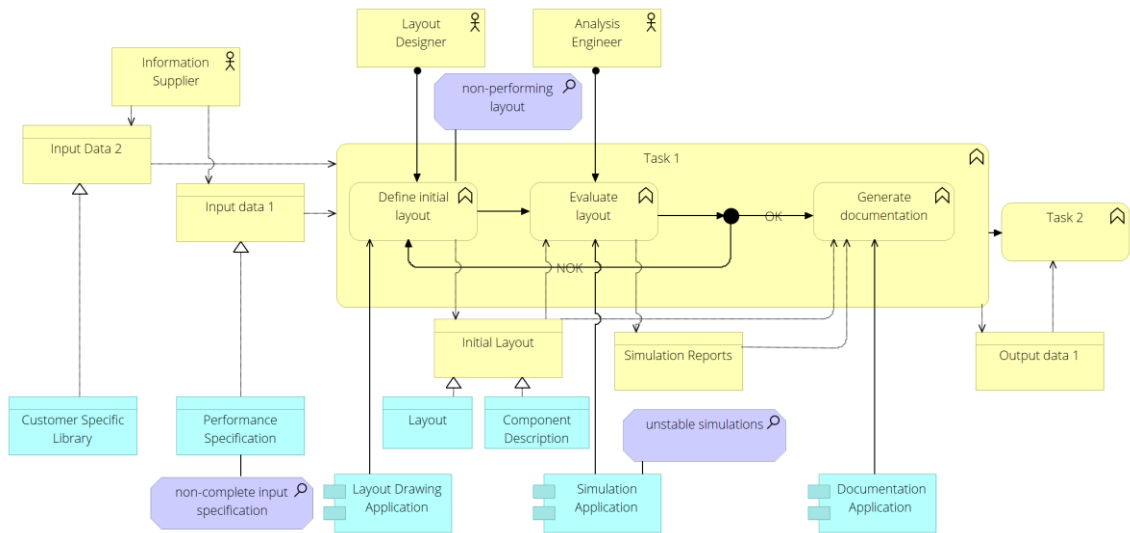 Layout
Designer
Analysis
Engineer
Information
Supplier
non-performing
layout
Input Data 2
Task 1
Input data 1
Define initial
layout
Evaluate
layout
OK
Generate
documentation
Task 2
NOK
Initial Layout
Simulation Reports
Output data 1
Customer Specific
Library
Performance
Specification
Layout
Component
Description
unstable simulations
non-complete input
specification
Layout Drawing
Application
Simulation
Application
Documentation
Application